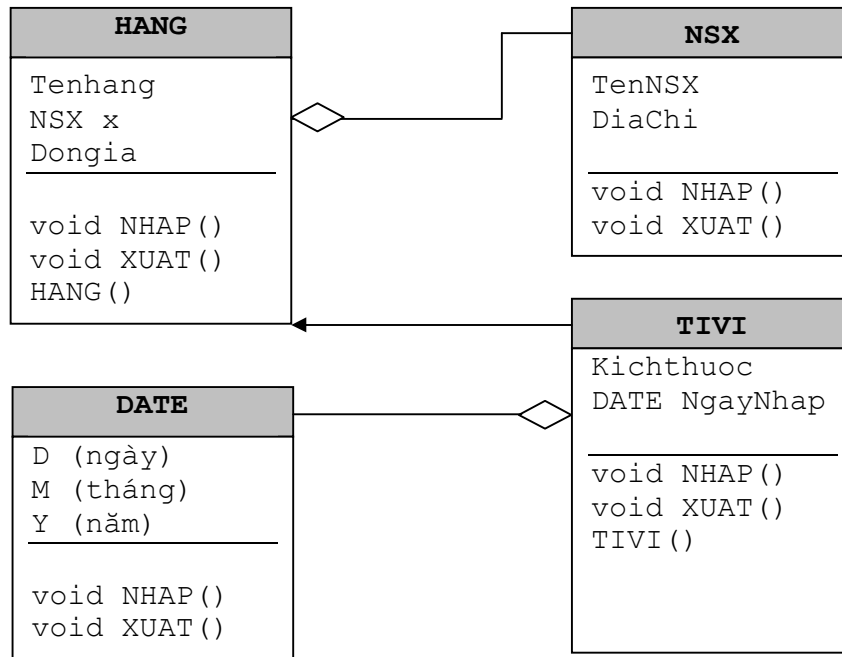 HANG
Tenhang
NSX x
Dongia
void NHAP()
void XUAT()
HANG()
NSX
TenNSX
DiaChi
void NHAP()
void XUAT()
DATE
D (ngày)
M (tháng)
Y (năm)
void NHAP()
void XUAT()
TIVI
Kichthuoc
DATE NgayNhap
void NHAP()
void XUAT()
TIVI()